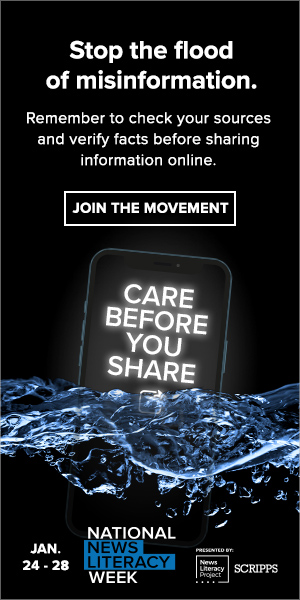 Stop the flood
of misinformation.
Remember to check your sources
and verify facts before sharing
information online.
JOIN THE MOVEMENT
CARE
BEFORE
YOU
SHARE
JAN.
24 - 28
NATIONAL
NEWS
LITERACY
WEEK
PRESENTED BY:
News
Literacy
Project
SCRIPPS